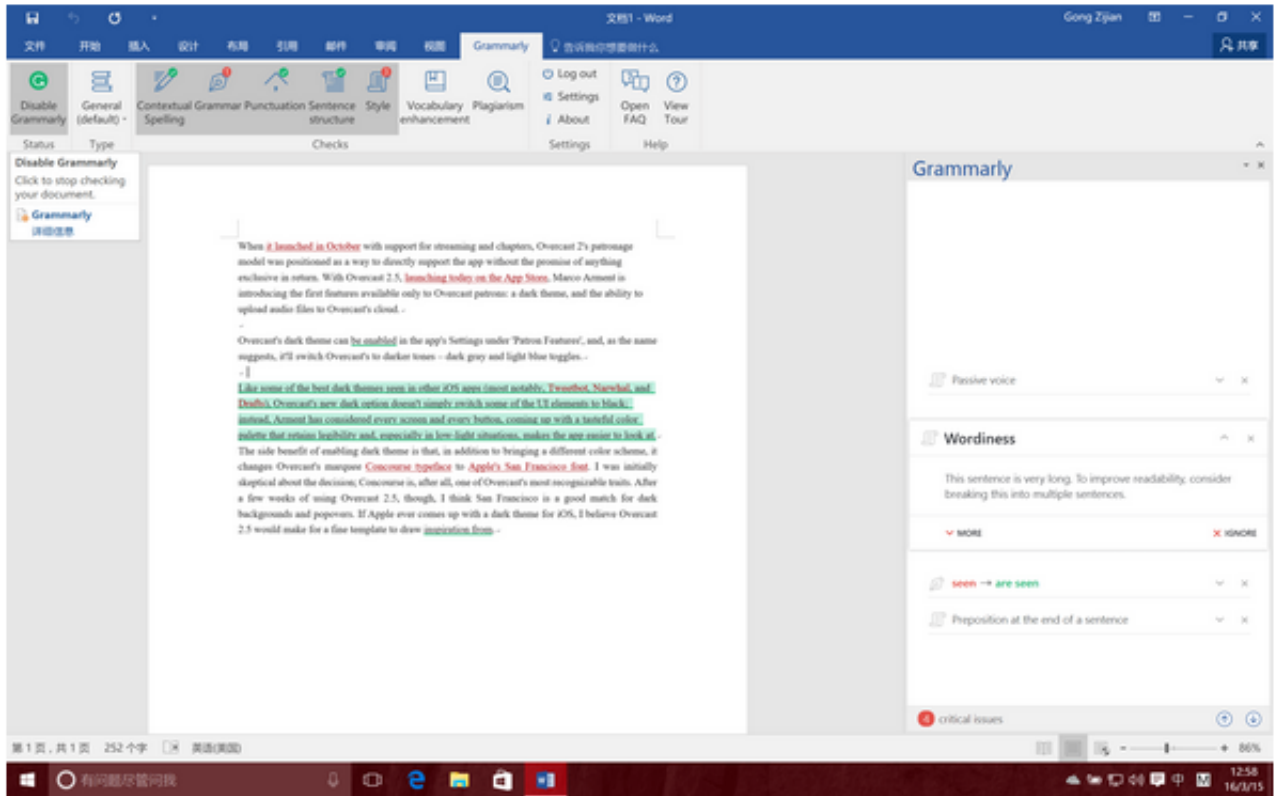 文档1 - Word
Gong Zijian
文件 开始 插入 设计 布局 引用 邮件 审阅 视图 Grammarly 告诉我你想要做什么 共享
Disable Grammarly
General (default)
Contextual Spelling
Grammar
Punctuation
Sentence structure
Style
Vocabulary enhancement
Plagiarism
Log out
Settings
About
Open FAQ
View Tour
Status Type Checks Settings Help
Disable Grammarly
Click to stop checking
your document.
Grammarly
详细信息
When it launched in October with support for streaming and chapters, Overcast 2's patronage
model was positioned as a way to directly support the app without the promise of anything
exclusive in return. With Overcast 2.5, launching today on the App Store, Marco Arment is
introducing the first features available only to Overcast patrons: a dark theme, and the ability to
upload audio files to Overcast's cloud.
Overcast's dark theme can be enabled in the app's Settings under 'Patron Features', and, as the name
suggests, it'll switch Overcast's to darker tones – dark grey and light blue toggles.
Like some of the best dark themes seen in other iOS apps (most notably, Tweetbot, Narwhal, and
Drafts), Overcast's new dark option doesn't simply switch some of the UI elements to black;
instead, Arment has considered every screen and every button, coming up with a tasteful color
palette that retains legibility and, especially in low-light situations, makes the app easier to look at.
The side benefit of enabling dark theme is that, in addition to bringing a different color scheme, it
changes Overcast's marquee Concourse typeface to Apple's San Francisco font. I was initially
skeptical about the decision; Concourse is, after all, one of Overcast's most recognizable traits. After
a few weeks of using Overcast 2.5, though, I think San Francisco is a good match for dark
backgrounds and popovers. If Apple ever comes up with a dark theme for iOS, I believe Overcast
2.5 would make for a fine template to draw inspiration from.
Grammarly
Passive voice
Wordiness
This sentence is very long. To improve readability, consider
breaking this into multiple sentences.
MORE
IGNORE
seen → are seen
Preposition at the end of a sentence
4 critical issues
第1页，共1页 252个字 英语(美国)
86%
有问题尽管问我
中
12:58
16/3/15